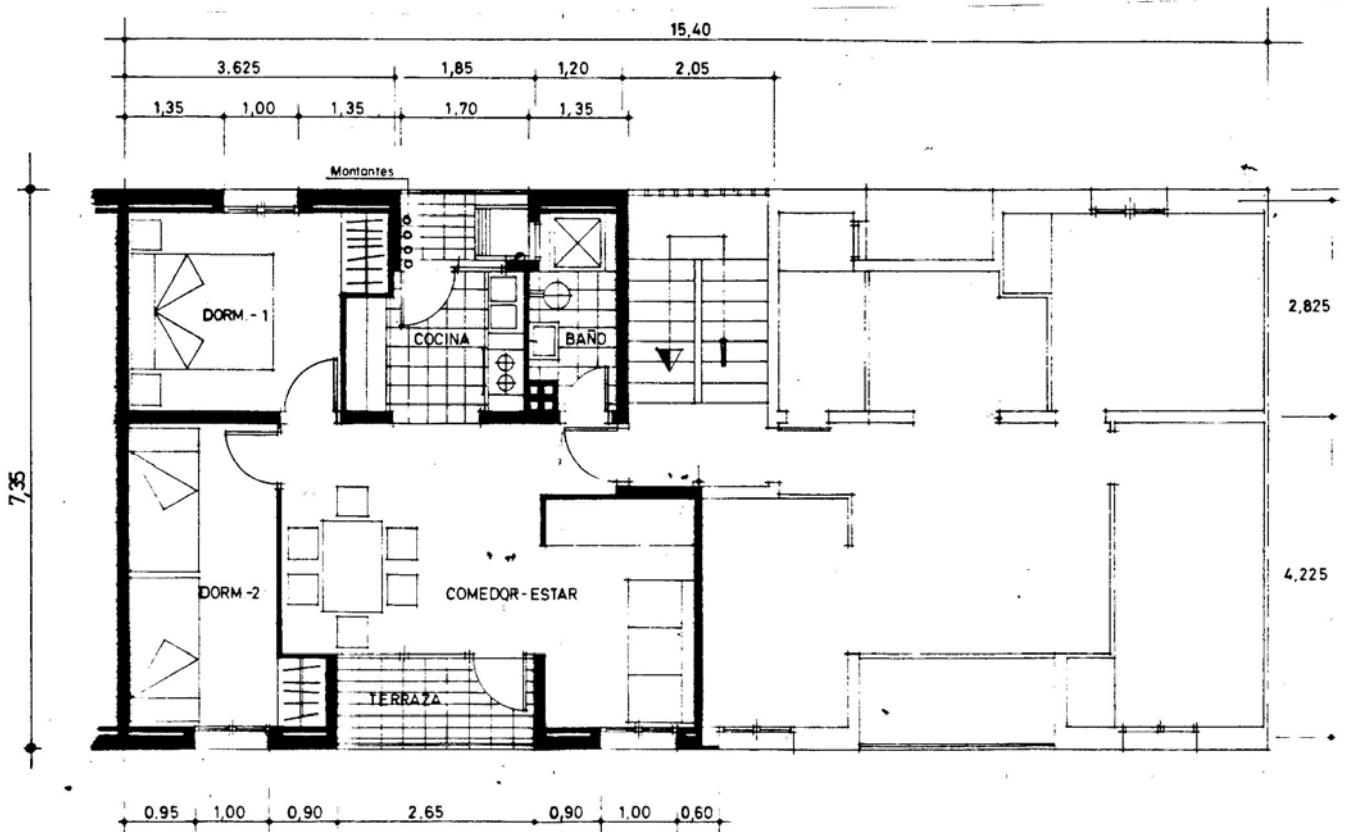 15,40
3.625 1,85 1,20 2,05
1,35 1,00 1,35 1,70 1,35
Montantes
DORM.-1
COCINA
BAÑO
2,825
7,35
DORM-2
COMEDOR-ESTAR
4,225
TERRAZA
0,95 1,00 0,90 2,65 0,90 1,00 0,60